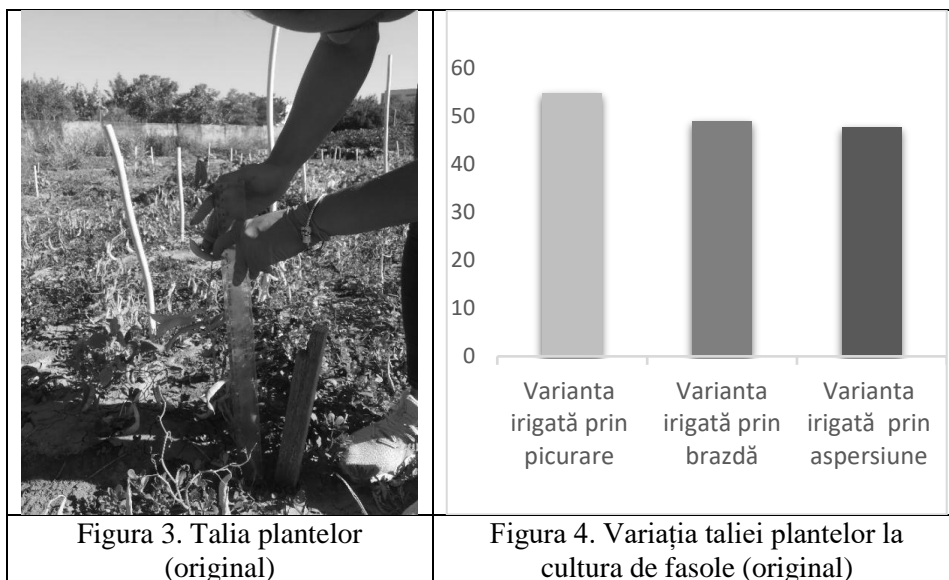 60
50
40
30
20
10
0
Varianta
irigată prin
picurare
Varianta
irigată prin
brazdă
Varianta
irigată  prin
aspersiune
Figura 3. Talia plantelor
(original)
Figura 4. Variația taliei plantelor la
cultura de fasole (original)